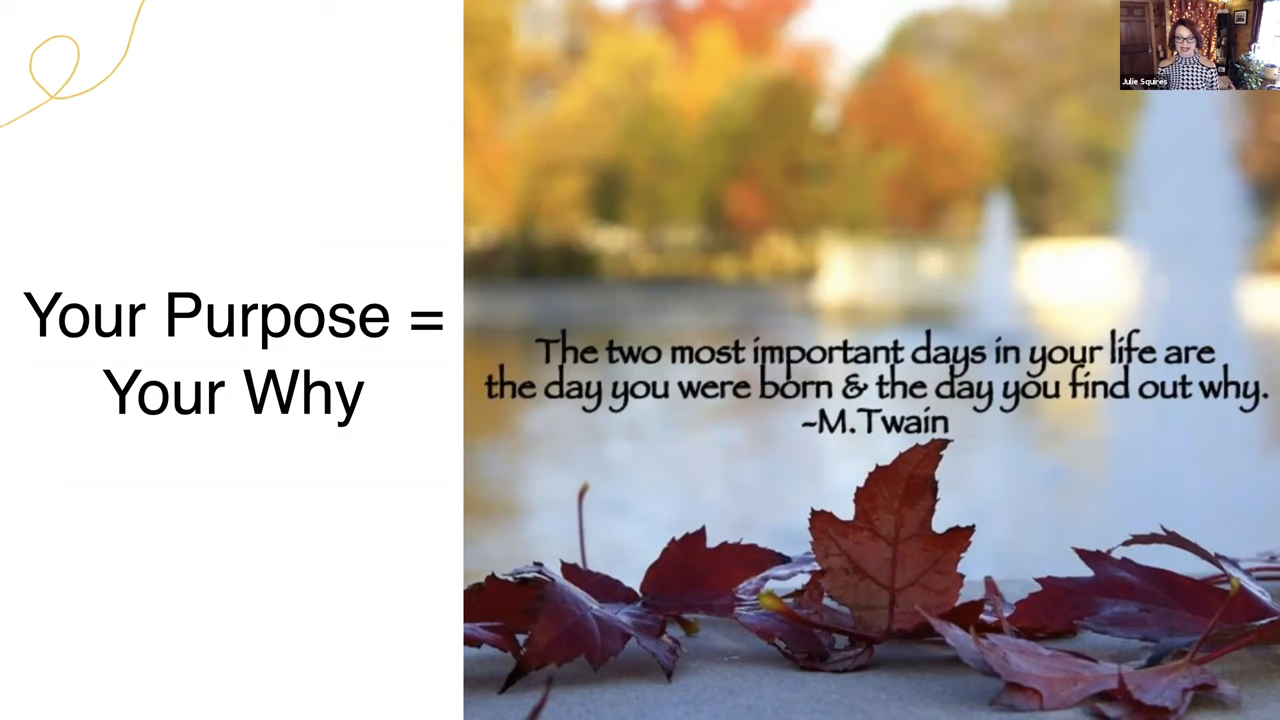 Your Purpose =
Your Why
The two most important days in your life are
the day you were born & the day you find out why.
~M.Twain
Julie Squires